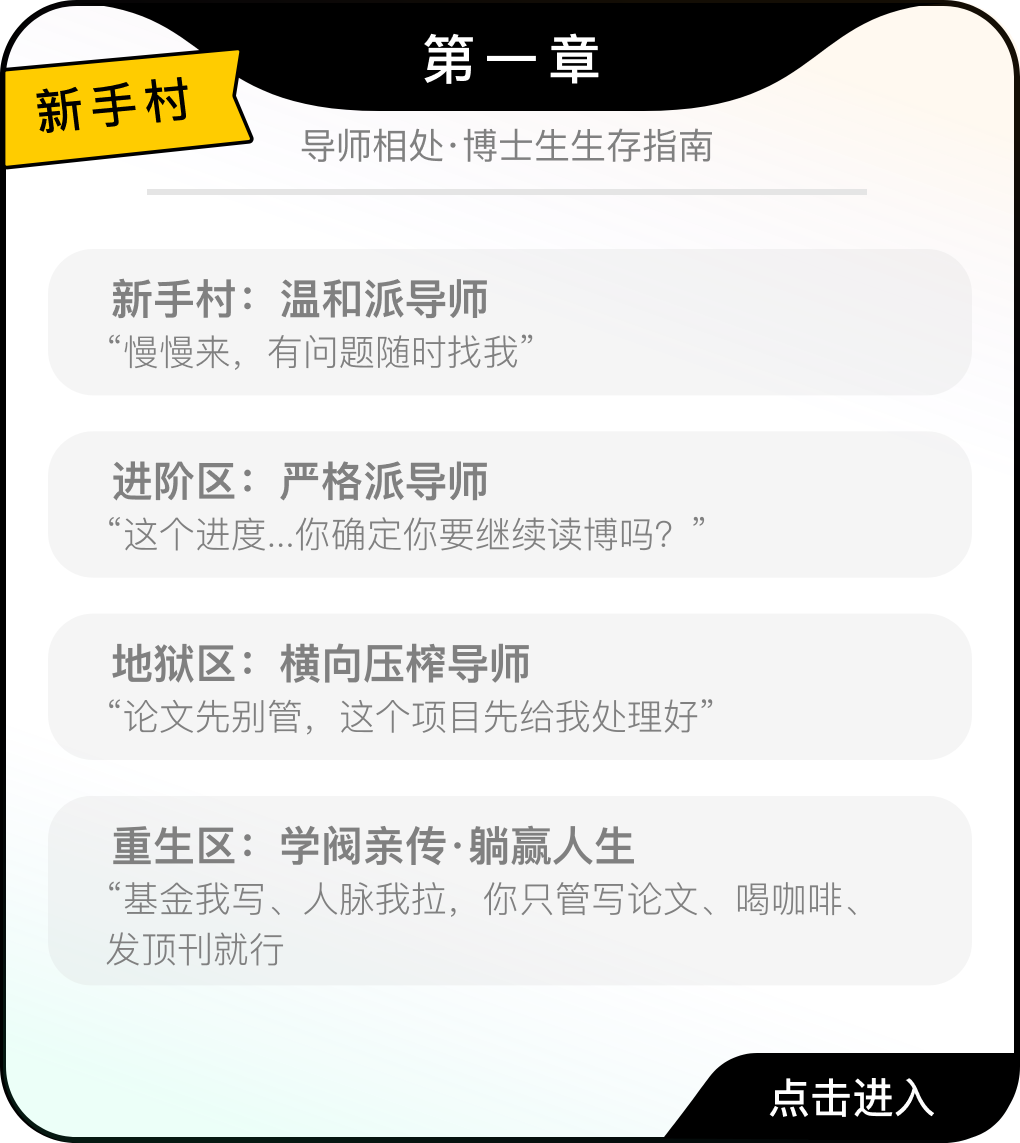 第一章
新手村
导师相处·博士生生存指南
新手村：温和派导师
“慢慢来，有问题随时找我”
进阶区：严格派导师
“这个进度...你确定你要继续读博吗？”
地狱区：横向压榨导师
“论文先别管，这个项目先给我处理好”
重生区：学阀亲传·躺赢人生
“基金我写、人脉我拉，你只管写论文、喝咖啡、
发顶刊就行
点击进入